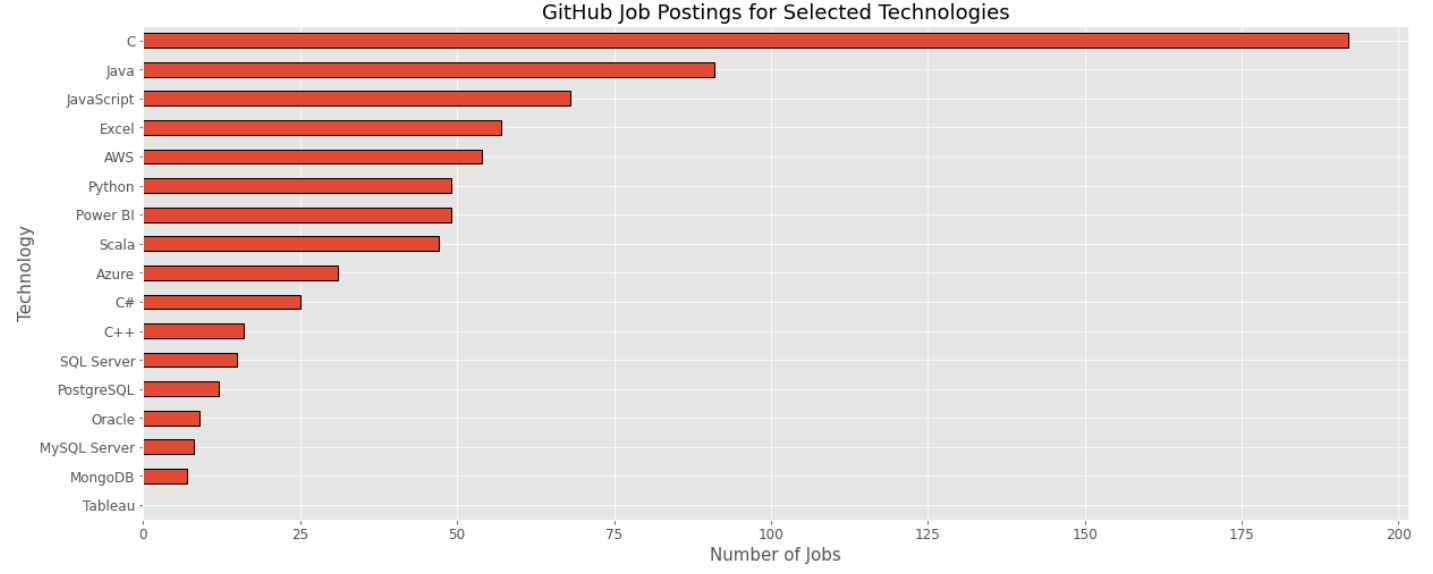 GitHub Job Postings for Selected Technologies
C
Java
JavaScript
Excel
AWS
Python
Power BI
Scala
Azure
C#
C++
SQL Server
PostgreSQL
Oracle
MySQL Server
MongoDB
Tableau
Technology
0 25 50 75 100 125 150 175 200
Number of Jobs